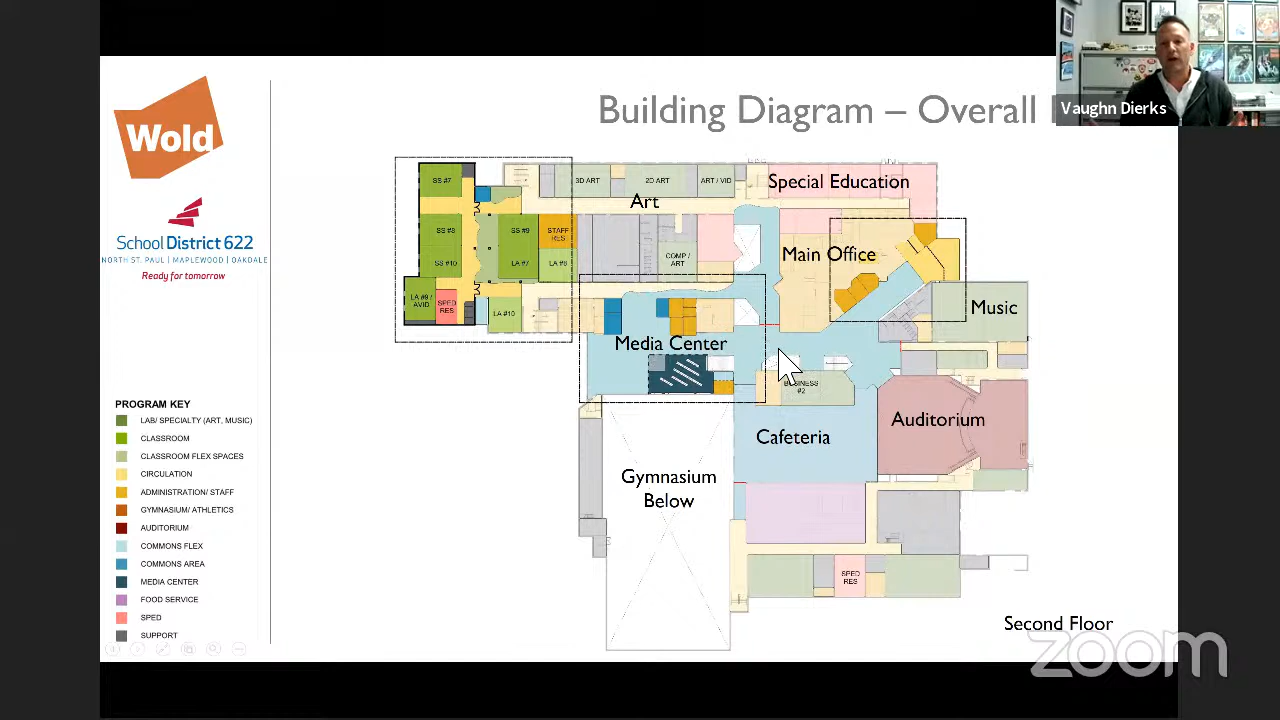 Wold
School District 622
NORTH ST. PAUL | MAPLEWOOD | OAKDALE
Ready for tomorrow
Building Diagram – Overall
Vaughn Dierks
SS #7
3D ART
2D ART
ART / VID
Special Education
Art
SS #8
SS #9
STAFF
RES
SS #10
LA #7
LA #8
COMP /
ART
Main Office
LA #9 /
AVID
SPED
RES
LA #10
Music
Media Center
BUSINESS
#2
Cafeteria
Auditorium
Gymnasium
Below
SPED
RES
Second Floor
PROGRAM KEY
LAB/ SPECIALTY (ART, MUSIC)
CLASSROOM
CLASSROOM FLEX SPACES
CIRCULATION
ADMINISTRATION/ STAFF
GYMNASIUM/ ATHLETICS
AUDITORIUM
COMMONS FLEX
COMMONS AREA
MEDIA CENTER
FOOD SERVICE
SPED
SUPPORT
zoom